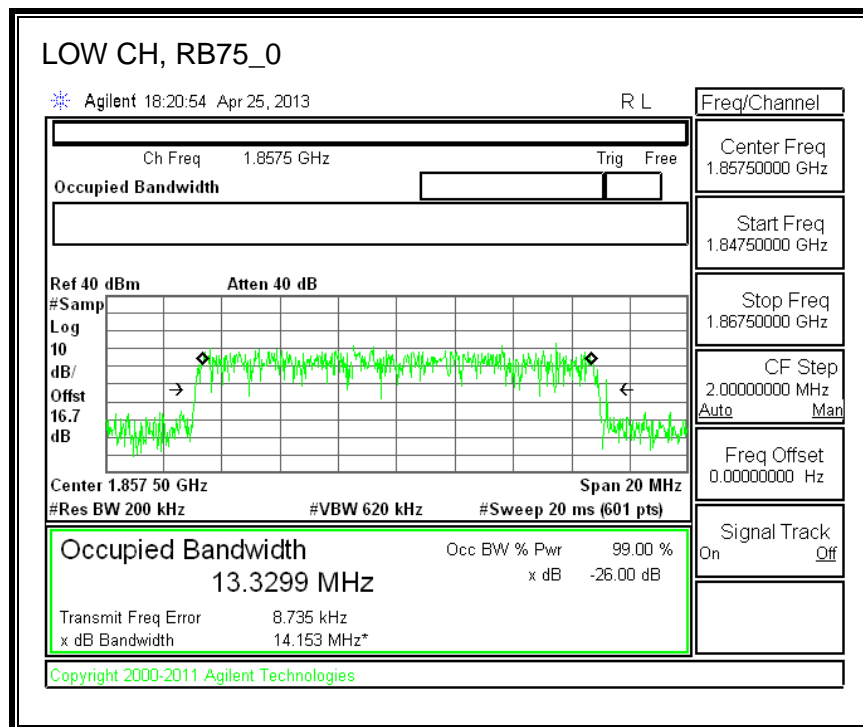 LOW CH, RB75_0
Agilent 18:20:54 Apr 25, 2013 R L
Freq/Channel
Ch Freq 1.8575 GHz Trig Free
Occupied Bandwidth
Center Freq
1.85750000 GHz
Start Freq
1.84750000 GHz
Stop Freq
1.86750000 GHz
CF Step
2.00000000 MHz
Auto Man
Freq Offset
0.00000000 Hz
Signal Track
On Off
Ref 40 dBm Atten 40 dB
#Samp
Log
10
dB/
Offst
16.7
dB
Center 1.857 50 GHz Span 20 MHz
#Res BW 200 kHz #VBW 620 kHz #Sweep 20 ms (601 pts)
Occupied Bandwidth Occ BW % Pwr 99.00 %
13.3299 MHz x dB -26.00 dB
Transmit Freq Error 8.735 kHz
x dB Bandwidth 14.153 MHz*
Copyright 2000-2011 Agilent Technologies